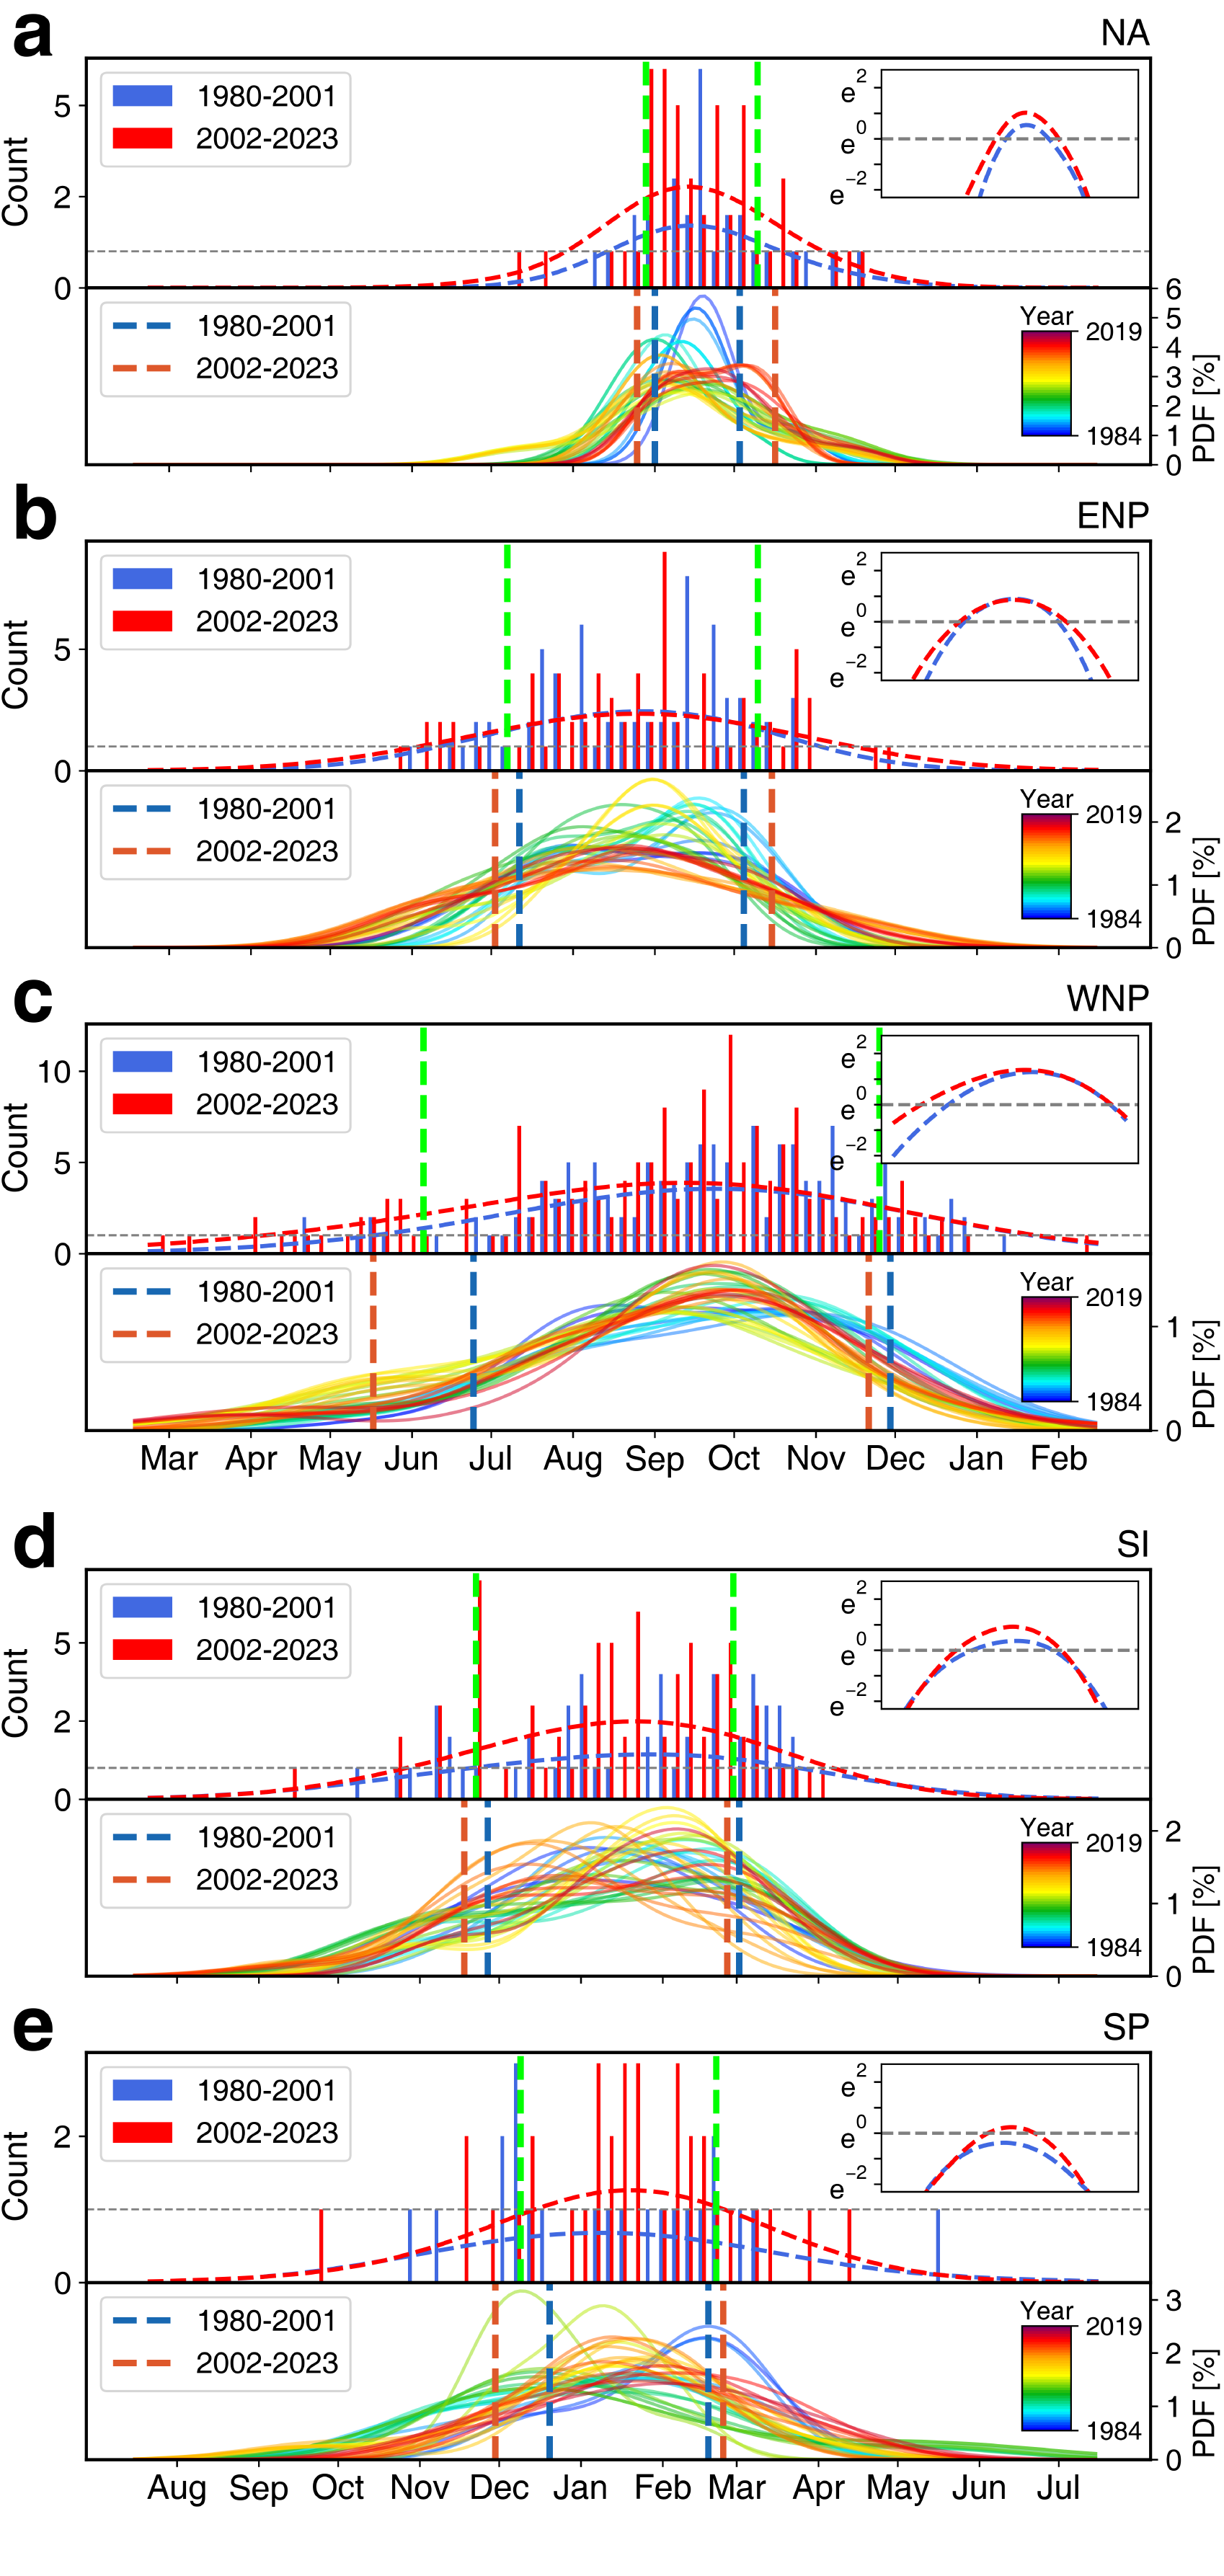 a
NA
Count
5
2
0
1980-2001
2002-2023
e2
e0
e−2
1980-2001
2002-2023
Year
2019
1984
6
5
4
3
2
1
0
PDF [%]
b
ENP
Count
5
0
1980-2001
2002-2023
e2
e0
e−2
1980-2001
2002-2023
Year
2019
1984
2
1
0
PDF [%]
c
WNP
Count
10
5
0
1980-2001
2002-2023
e2
e0
e−2
1980-2001
2002-2023
Year
2019
1984
1
0
PDF [%]
Mar Apr May Jun Jul Aug Sep Oct Nov Dec Jan Feb
d
SI
Count
5
2
0
1980-2001
2002-2023
e2
e0
e−2
1980-2001
2002-2023
Year
2019
1984
2
1
0
PDF [%]
e
SP
Count
2
0
1980-2001
2002-2023
e2
e0
e−2
1980-2001
2002-2023
Year
2019
1984
3
2
1
0
PDF [%]
Aug Sep Oct Nov Dec Jan Feb Mar Apr May Jun Jul